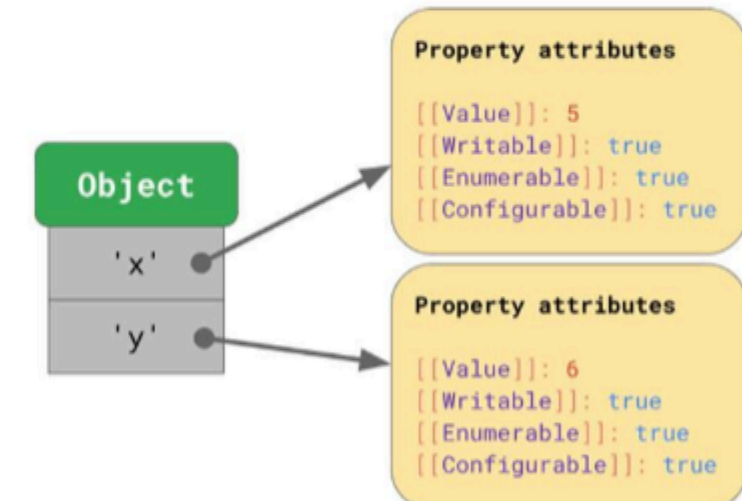 Object
'x'
'y'
Property attributes
[[Value]]: 5
[[Writable]]: true
[[Enumerable]]: true
[[Configurable]]: true
Property attributes
[[Value]]: 6
[[Writable]]: true
[[Enumerable]]: true
[[Configurable]]: true